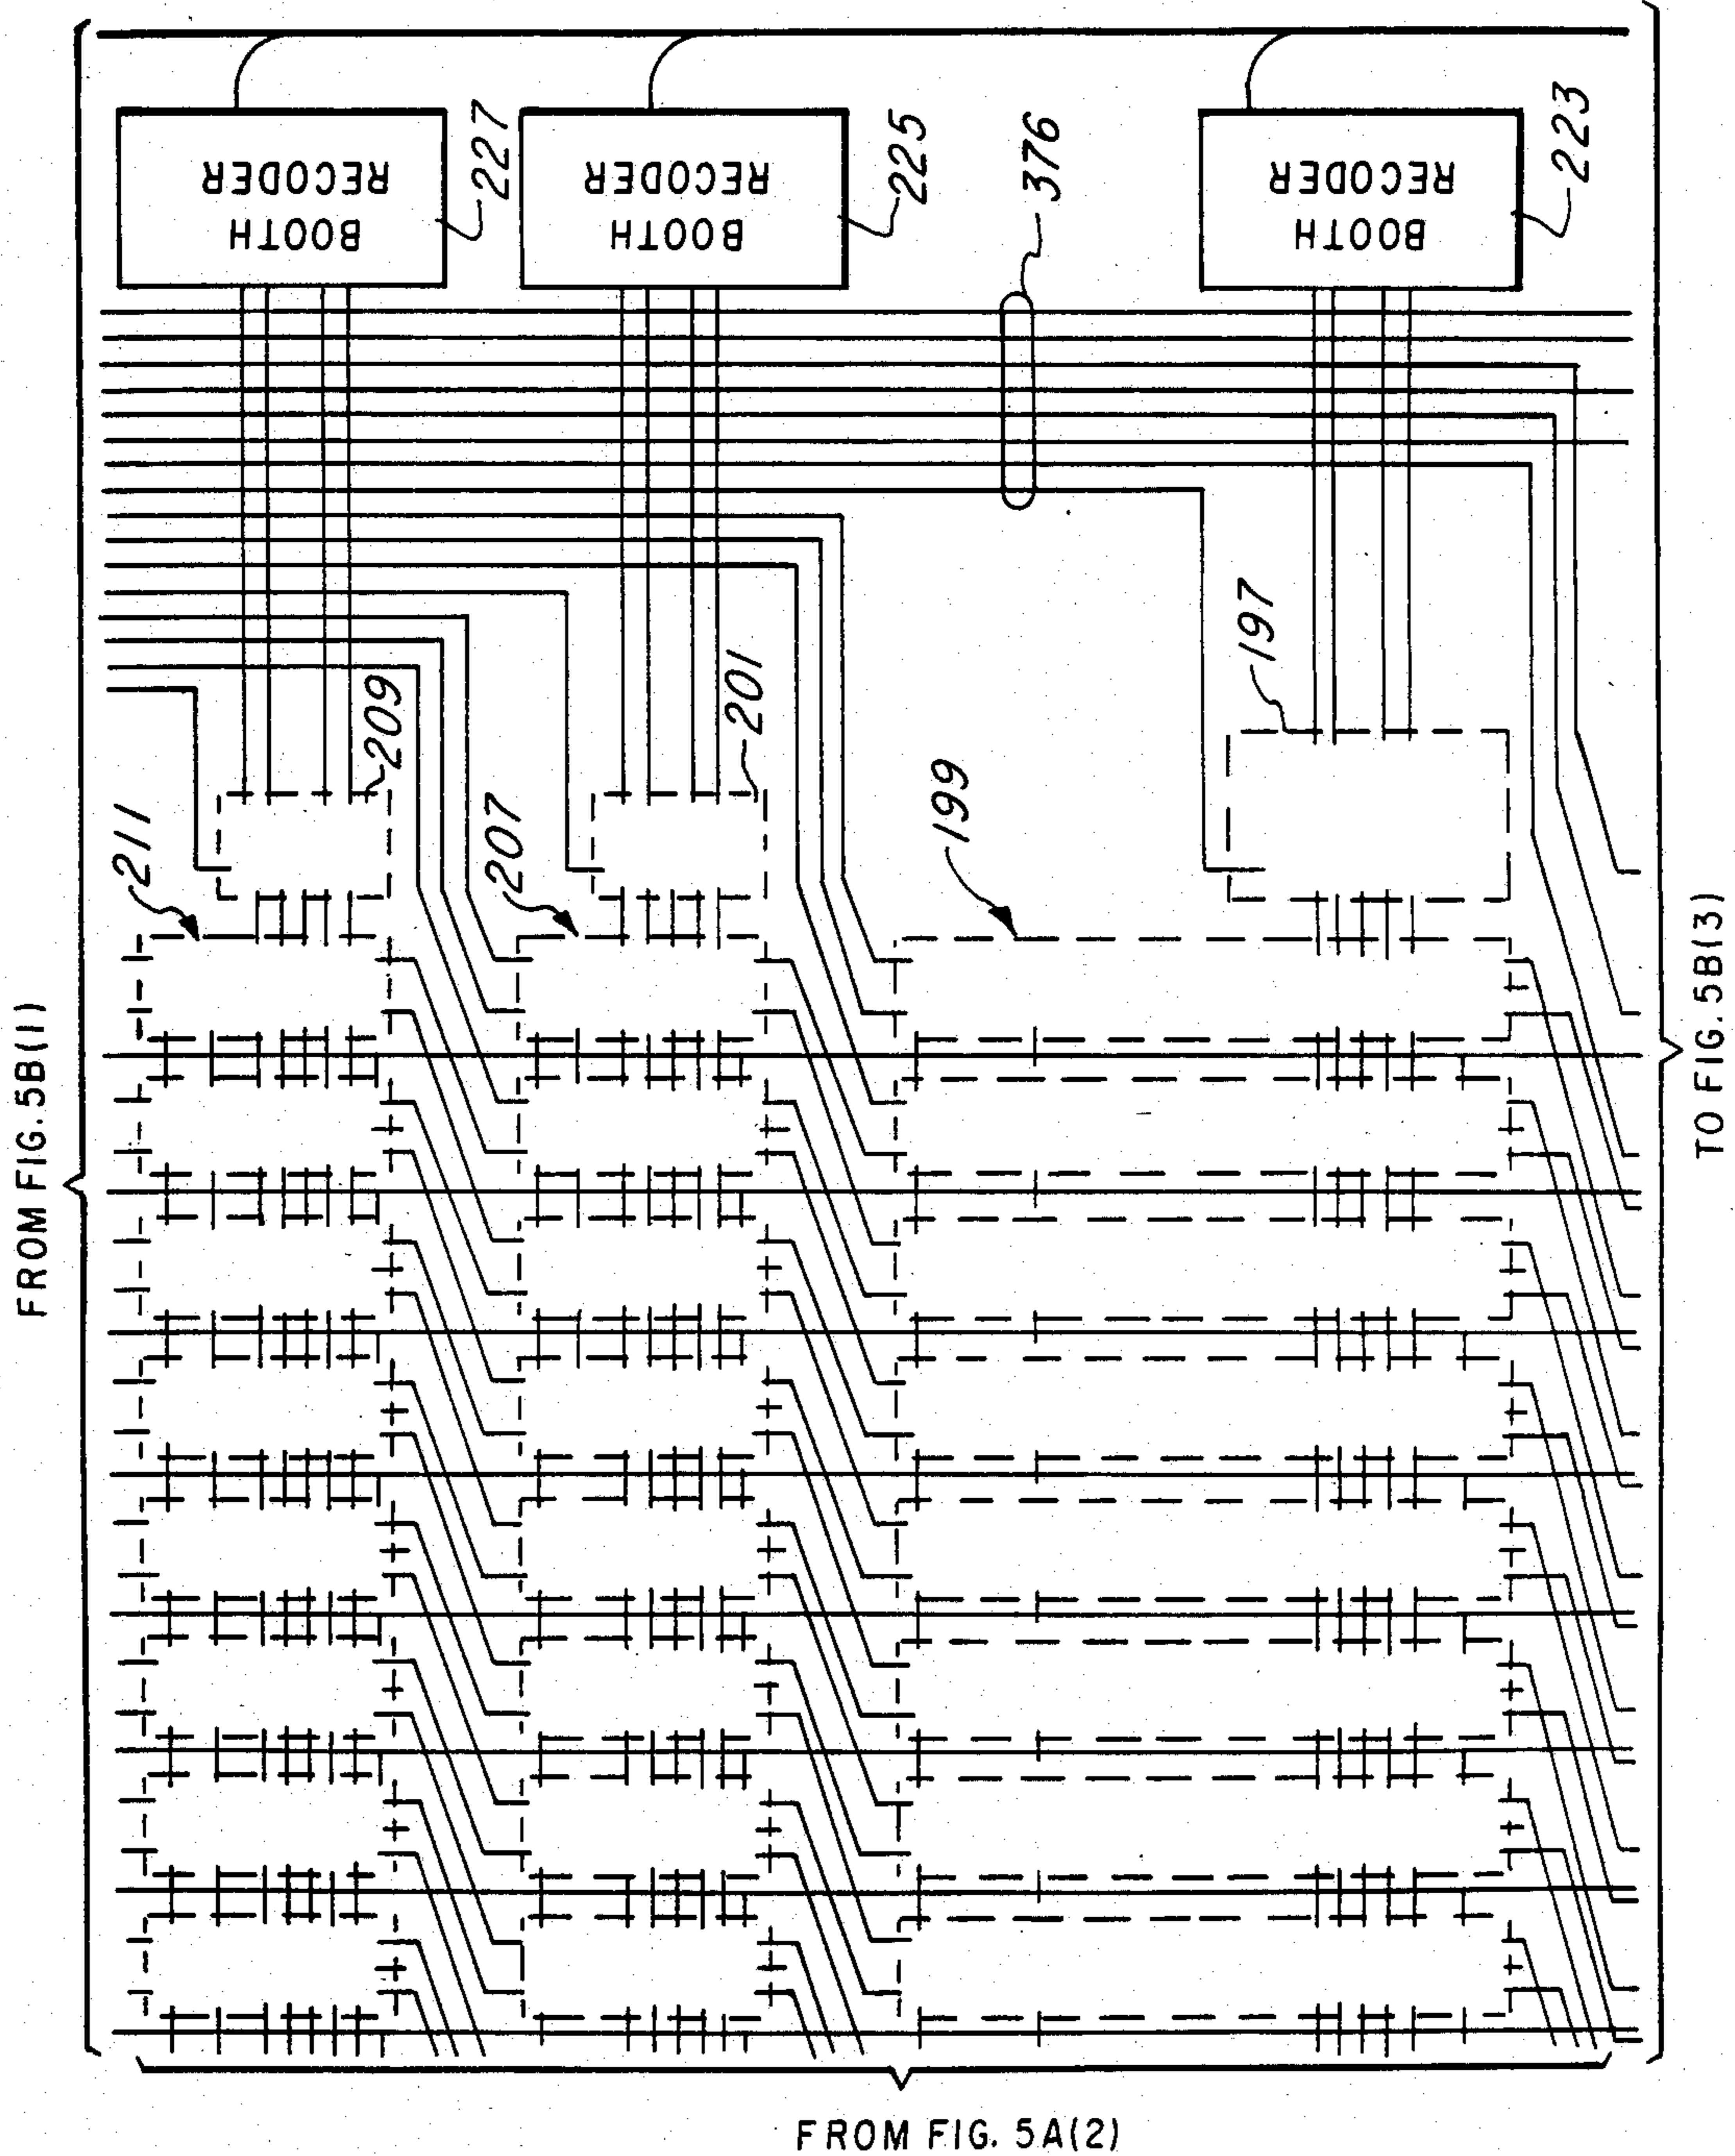 RECODER
BOOTH
227
RECODER
BOOTH
225
RECODER
BOOTH
223
376
197
209
201
211
207
199
FROM FIG. 5B(1)
TO FIG. 5B(3)
FROM FIG. 5A(2)